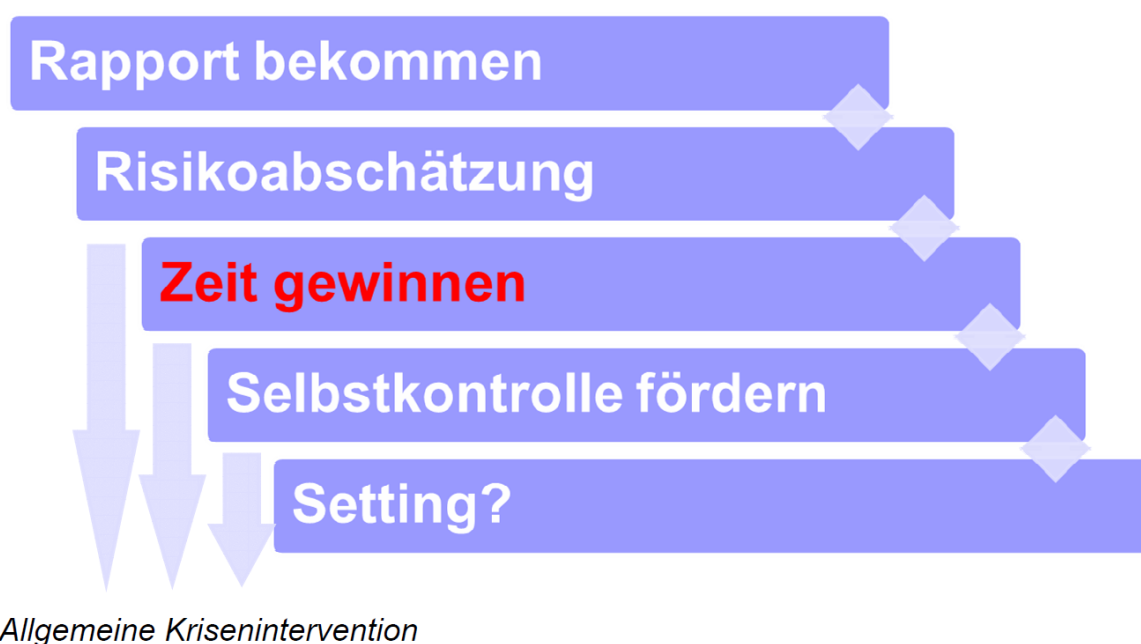 Rapport bekommen
Risikoabschätzung
Zeit gewinnen
Selbstkontrolle fördern
Setting?
Allgemeine Krisenintervention